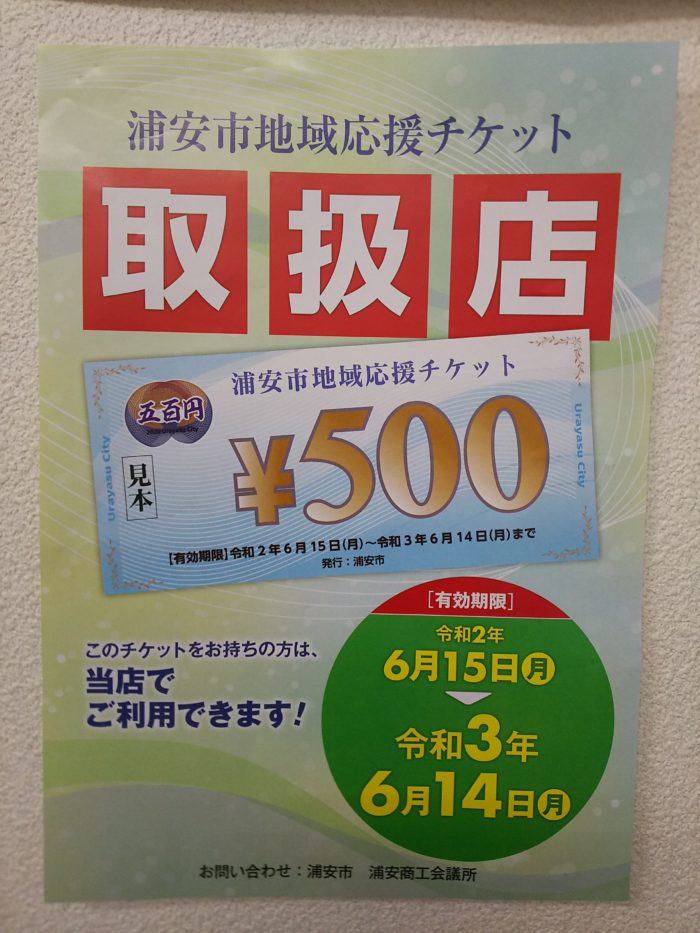 浦安市地域応援チケット
取扱店
浦安市地域応援チケット
五百円
2020 Urayasu City
¥500
見本
Urayasu City
Urayasu City
【有効期限】令和2年6月15日(月)～令和3年6月14日(月)まで
発行：浦安市
このチケットをお持ちの方は、
当店で
ご利用できます!
［有効期限］
令和2年
6月15日月
令和3年
6月14日月
お問い合わせ：浦安市 浦安商工会議所